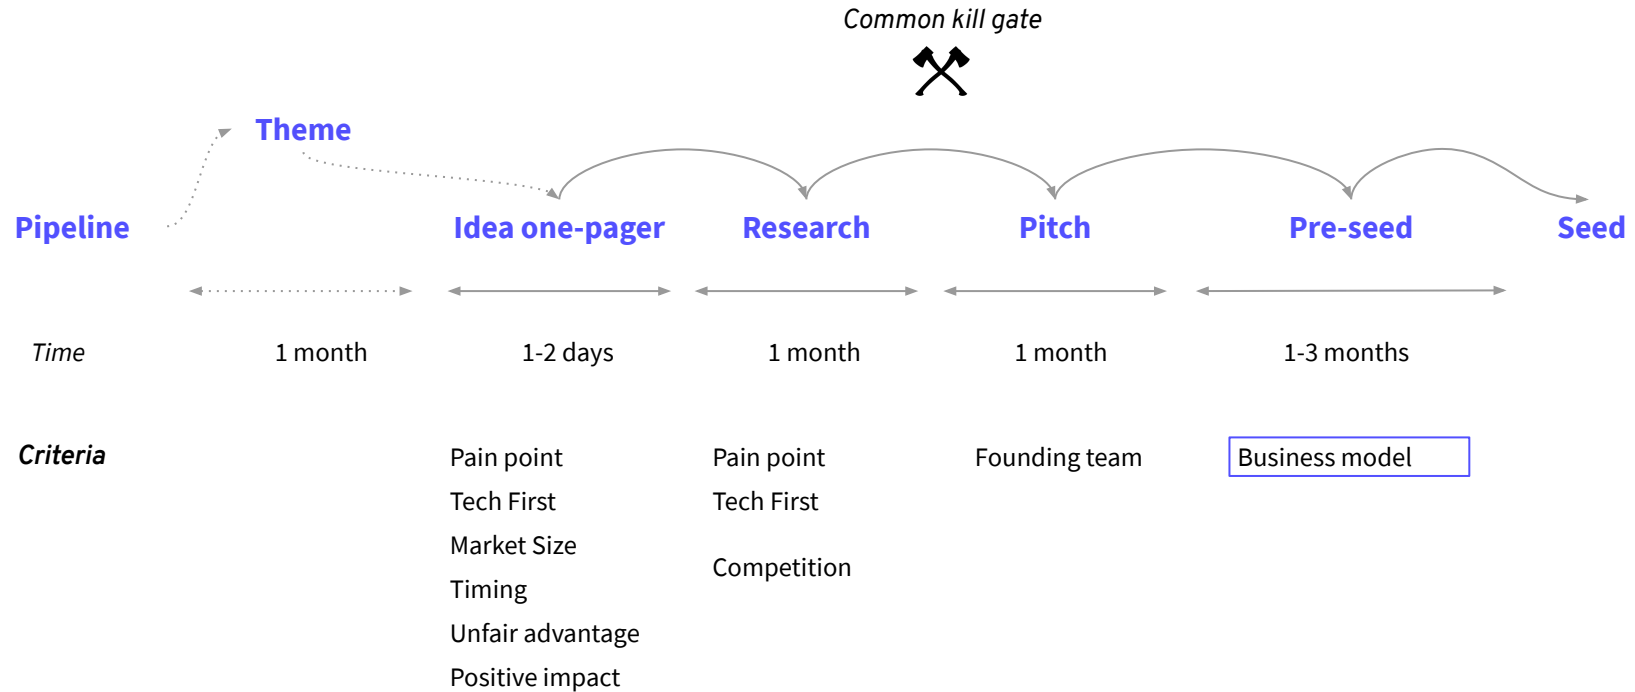 Common kill gate
Theme
Pipeline
Idea one-pager
Research
Pitch
Pre-seed
Seed
Time
1 month
1-2 days
1 month
1 month
1-3 months
Criteria
Pain point
Tech First
Market Size
Timing
Unfair advantage
Positive impact
Pain point
Tech First
Competition
Founding team
Business model